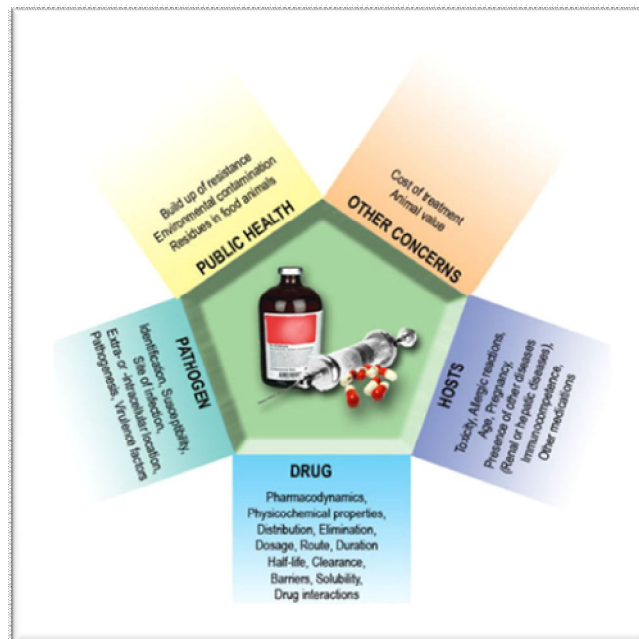 Build up of resistance
Environmental contamination
Residues in food animals
PUBLIC HEALTH
Cost of treatment
Animal value
OTHER CONCERNS
PATHOGEN
Identification, Susceptibility,
Site of infection,
Extra- or -intracellular location,
Pathogenesis, Virulence factors
HOSTS
Toxicity, Allergic reactions,
Age, Pregnancy,
Presence of other diseases
(Renal or hepatic diseases),
Immunocompetence,
Other medications
DRUG
Pharmacodynamics,
Physicochemical properties,
Distribution, Elimination,
Dosage, Route, Duration
Half-life, Clearance,
Barriers, Solubility,
Drug interactions